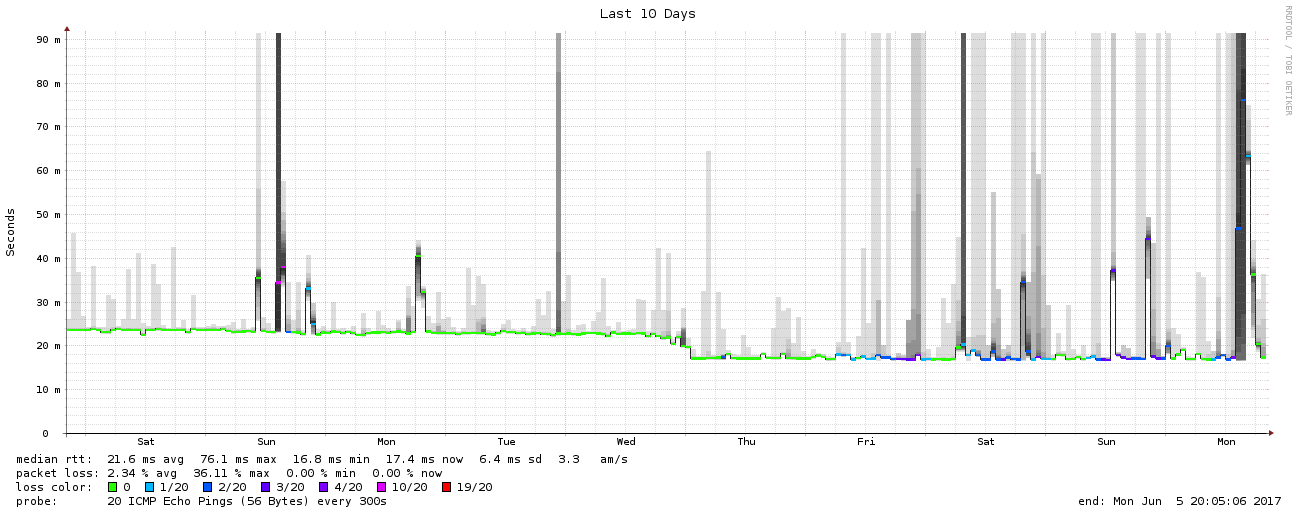 Last 10 Days
RRDTOOL / TOBI OETIKER
Seconds
90 m
80 m
70 m
60 m
50 m
40 m
30 m
20 m
10 m
0
Sat Sun Mon Tue Wed Thu Fri Sat Sun Mon
median rtt: 21.6 ms avg 76.1 ms max 16.8 ms min 17.4 ms now 6.4 ms sd 3.3 am/s
packet loss: 2.34 % avg 36.11 % max 0.00 % min 0.00 % now
loss color: 0 1/20 2/20 3/20 4/20 10/20 19/20
probe: 20 ICMP Echo Pings (56 Bytes) every 300s end: Mon Jun 5 20:05:06 2017